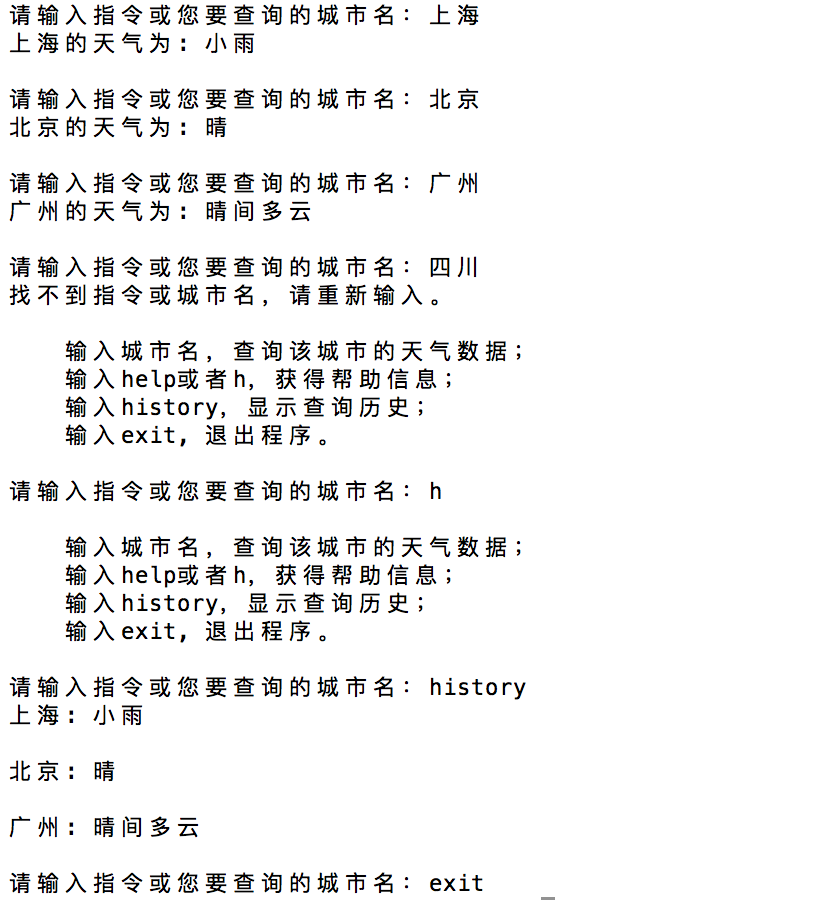 请输入指令或您要查询的城市名：上海
上海的天气为：小雨
请输入指令或您要查询的城市名：北京
北京的天气为：晴
请输入指令或您要查询的城市名：广州
广州的天气为：晴间多云
请输入指令或您要查询的城市名：四川
找不到指令或城市名，请重新输入。
输入城市名，查询该城市的天气数据；
输入help或者h，获得帮助信息；
输入history，显示查询历史；
输入exit，退出程序。
请输入指令或您要查询的城市名：h
输入城市名，查询该城市的天气数据；
输入help或者h，获得帮助信息；
输入history，显示查询历史；
输入exit，退出程序。
请输入指令或您要查询的城市名：history
上海：小雨
北京：晴
广州：晴间多云
请输入指令或您要查询的城市名：exit